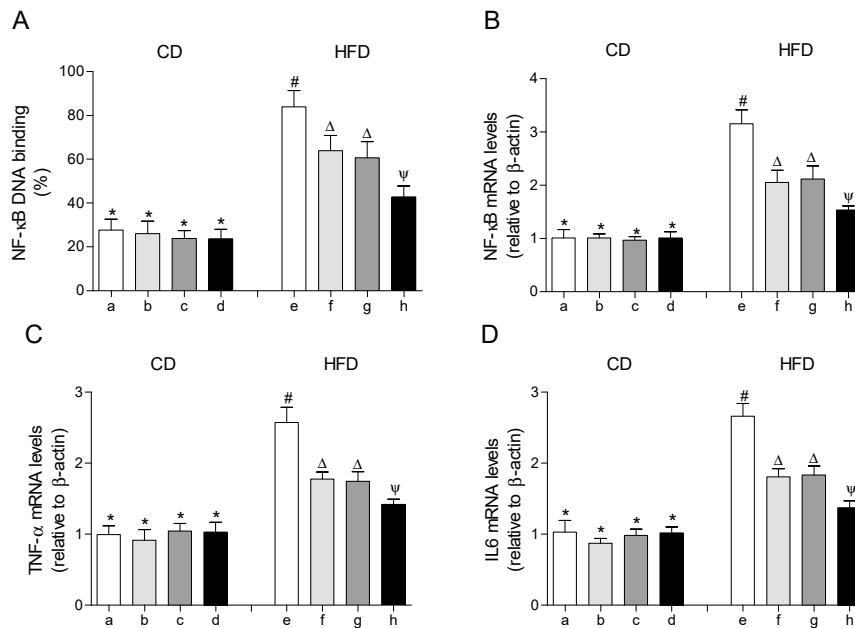 A
CD
HFD
NF-κB DNA binding
(%)
100
80
60
40
20
0
*
*
*
*
#
Δ
Δ
ψ
a b c d e f g h
B
CD
HFD
NF-κB mRNA levels
(relative to β-actin)
4
3
2
1
0
*
*
*
*
#
Δ
Δ
ψ
a b c d e f g h
C
CD
HFD
TNF-α mRNA levels
(relative to β-actin)
3
2
1
0
*
*
*
*
#
Δ
Δ
ψ
a b c d e f g h
D
CD
HFD
IL6 mRNA levels
(relative to β-actin)
3
2
1
0
*
*
*
*
#
Δ
Δ
ψ
a b c d e f g h